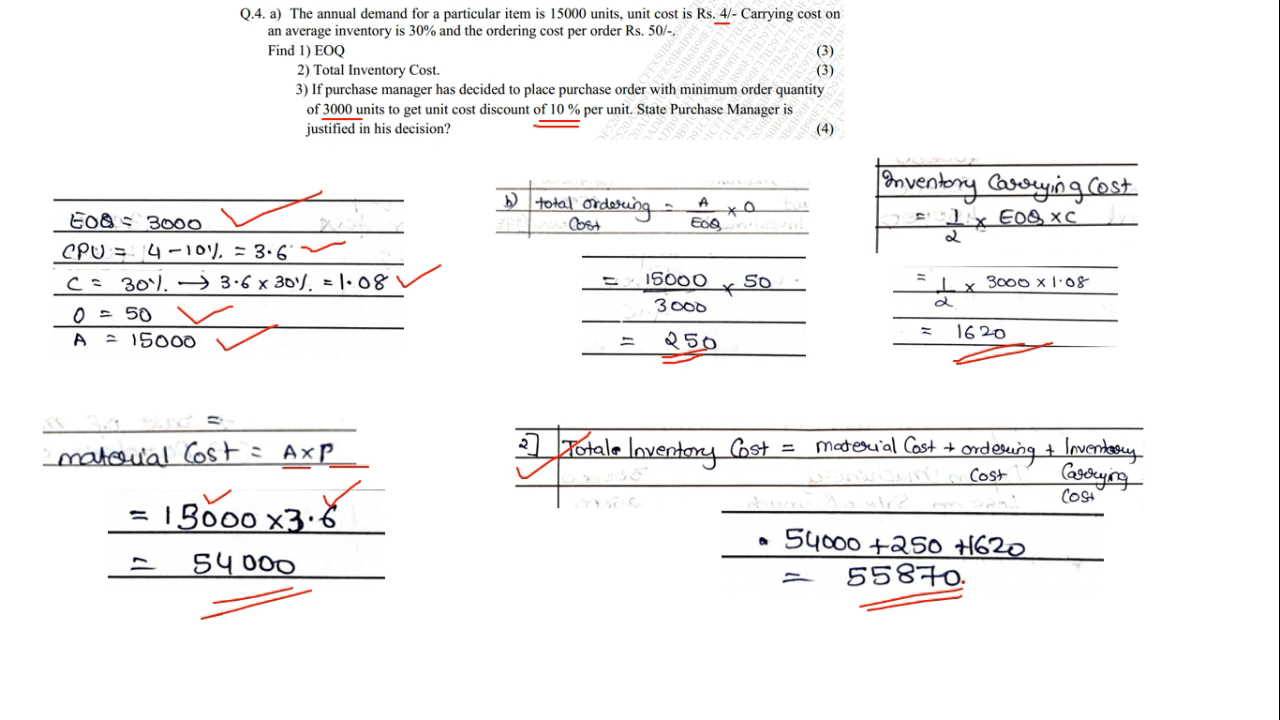 Q.4. a) The annual demand for a particular item is 15000 units, unit cost is Rs. 4/- Carrying cost on
an average inventory is 30% and the ordering cost per order Rs. 50/-.
Find 1) EOQ (3)
2) Total Inventory Cost. (3)
3) If purchase manager has decided to place purchase order with minimum order quantity
of 3000 units to get unit cost discount of 10 % per unit. State Purchase Manager is
justified in his decision? (4)
EOQ = 3000
CPU = 4 - 10% = 3.6
C = 30% → 3.6 x 30% = 1.08
O = 50
A = 15000
b) total ordering Cost = A/EOQ x O
= 15000/3000 x 50
= 250
Inventory Carrying Cost
= 1/2 x EOQ x C
= 1/2 x 3000 x 1.08
= 1620
=
material Cost = A x P
= 15000 x 3.6
= 54000
2] Total Inventory Cost = material Cost + ordering Cost + Inventory Carrying Cost
54000 + 250 + 1620
= 55870.